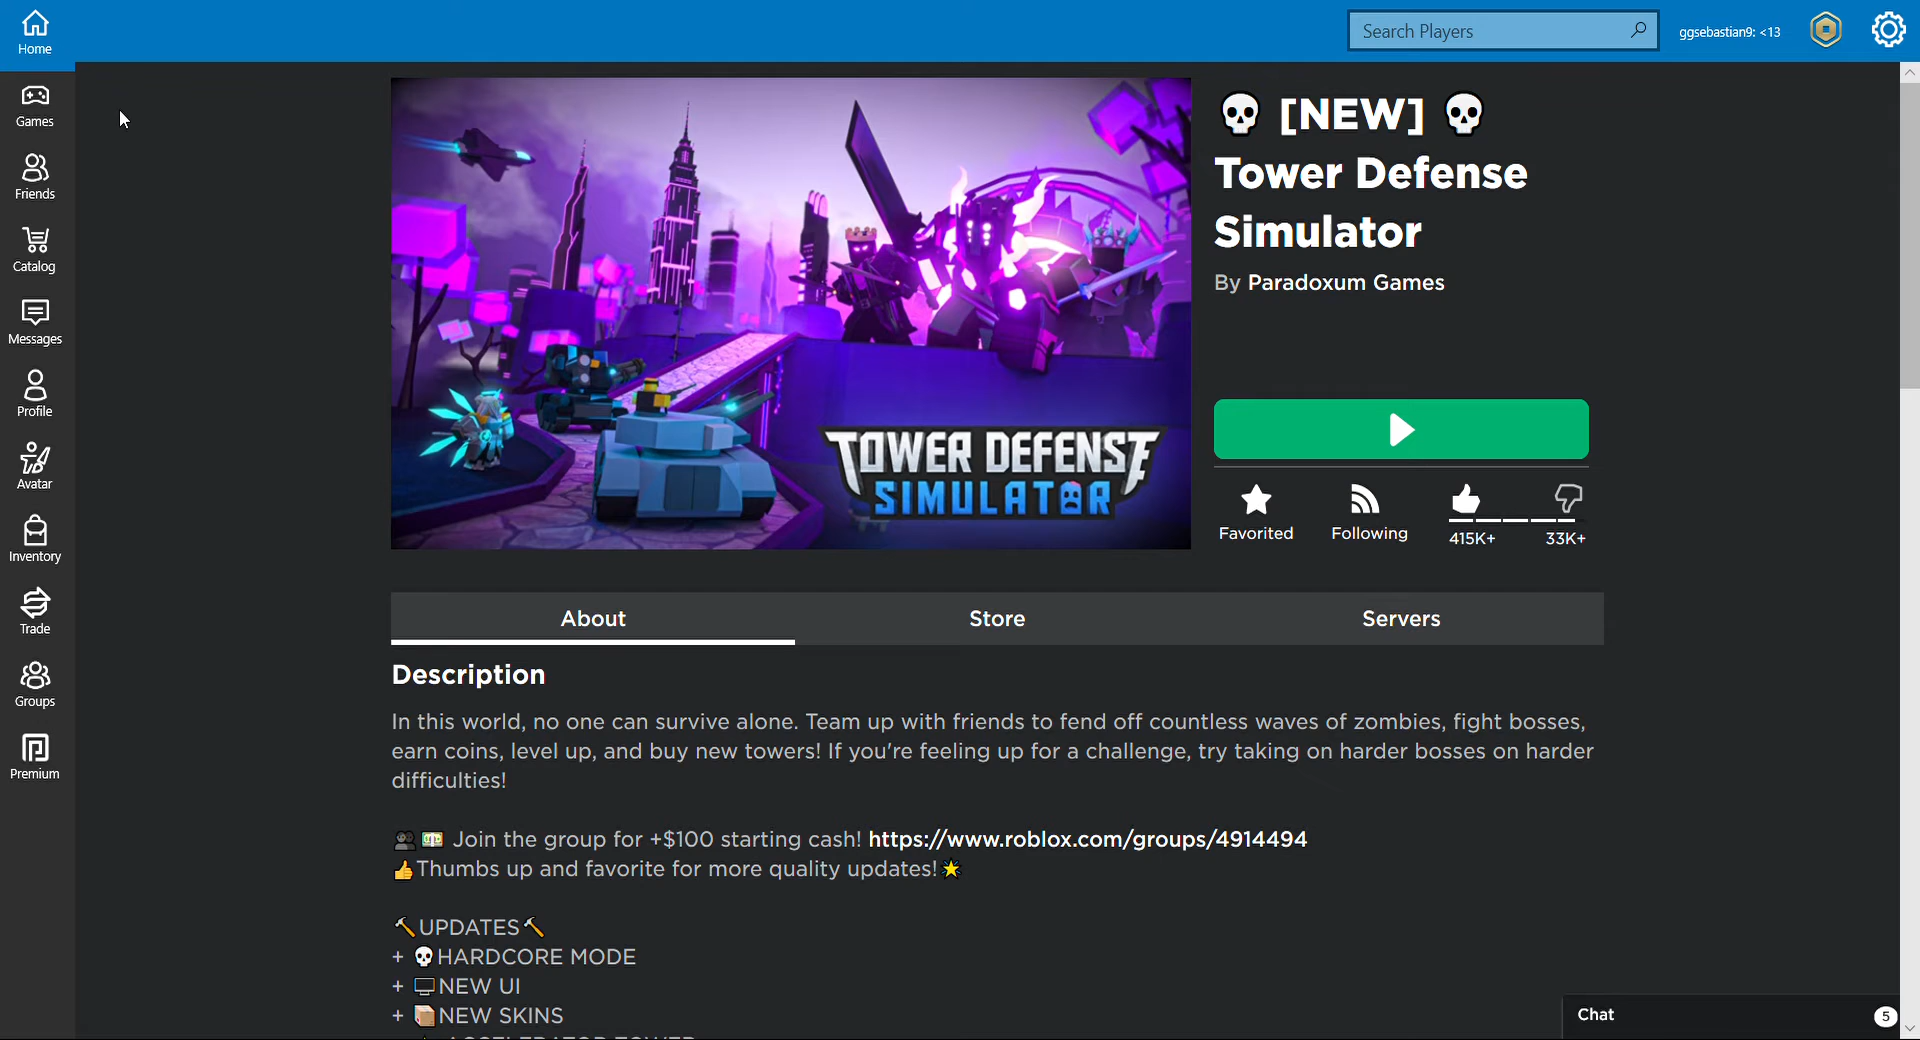 Home
Search Players
ggsebastian9: <13
Games
Friends
Catalog
Messages
Profile
Avatar
Inventory
Trade
Groups
Premium
TOWER DEFENSE
SIMULATOR
💀 [NEW] 💀
Tower Defense
Simulator
By Paradoxum Games
Favorited
Following
415K+
33K+
About
Store
Servers
Description
In this world, no one can survive alone. Team up with friends to fend off countless waves of zombies, fight bosses,
earn coins, level up, and buy new towers! If you're feeling up for a challenge, try taking on harder bosses on harder
difficulties!
👥💵 Join the group for +$100 starting cash! https://www.roblox.com/groups/4914494
👍Thumbs up and favorite for more quality updates!🌟
🔨UPDATES🔨
+ 💀HARDCORE MODE
+ 🖥️NEW UI
+ 📦NEW SKINS
ACCELERATOR TOWER
Chat
5